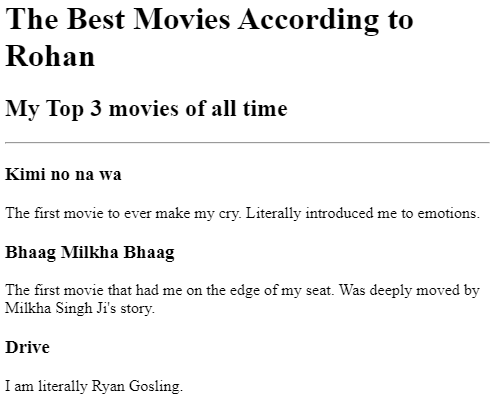 The Best Movies According to
Rohan
My Top 3 movies of all time
Kimi no na wa
The first movie to ever make my cry. Literally introduced me to emotions.
Bhaag Milkha Bhaag
The first movie that had me on the edge of my seat. Was deeply moved by
Milkha Singh Ji's story.
Drive
I am literally Ryan Gosling.